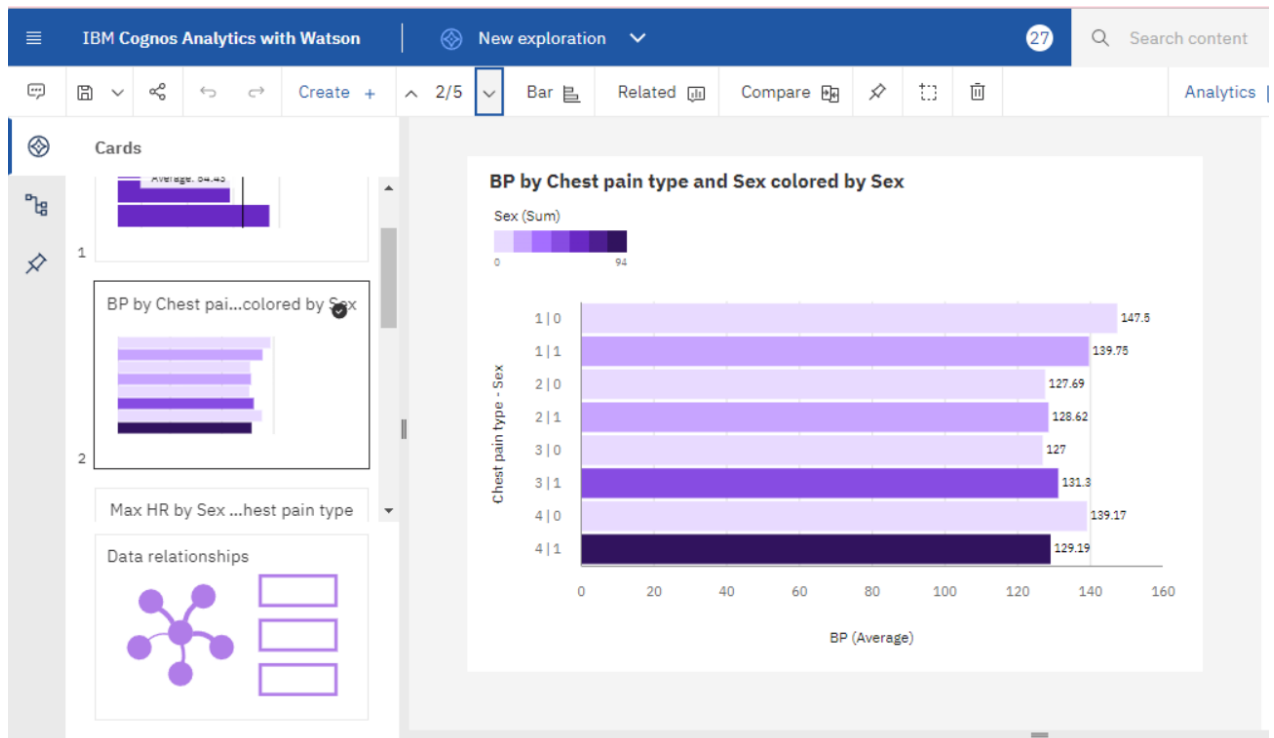 IBM Cognos Analytics with Watson
New exploration
27
Search content
Create +
2/5
Bar
Related
Compare
Analytics
Cards
Average: 54.43
1
BP by Chest pai...colored by Sex
2
Max HR by Sex ...hest pain type
Data relationships
BP by Chest pain type and Sex colored by Sex
Sex (Sum)
0 94
Chest pain type - Sex
1|0 147.5
1|1 139.75
2|0 127.69
2|1 128.62
3|0 127
3|1 131.3
4|0 139.17
4|1 129.19
0 20 40 60 80 100 120 140 160
BP (Average)